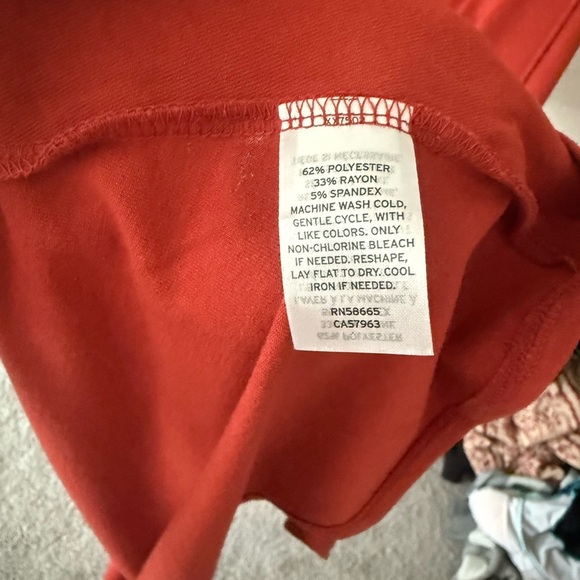 62% POLYESTER
33% RAYON
5% SPANDEX
MACHINE WASH COLD,
GENTLE CYCLE, WITH
LIKE COLORS. ONLY
NON-CHLORINE BLEACH
IF NEEDED. RESHAPE,
LAY FLAT TO DRY. COOL
IRON IF NEEDED.
RN58665
CA57963